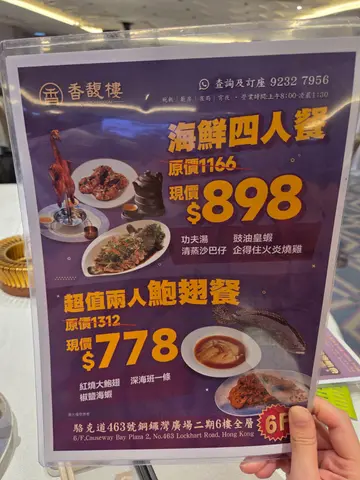 香馥樓
查詢及訂座 9232 7956
海鮮四人餐
原價1166
現價
$898
功夫湯 豉油皇蝦
清蒸沙巴仔 企得住火炎燒雞
超值兩人鮑翅餐
原價1312
現價
$778
紅燒大鮑翅 深海班一條
椒鹽海蝦
駱克道463號銅鑼灣廣場二期6樓全層
6/F,Causeway Bay Plaza 2, No.463 Lockhart Road, Hong Kong